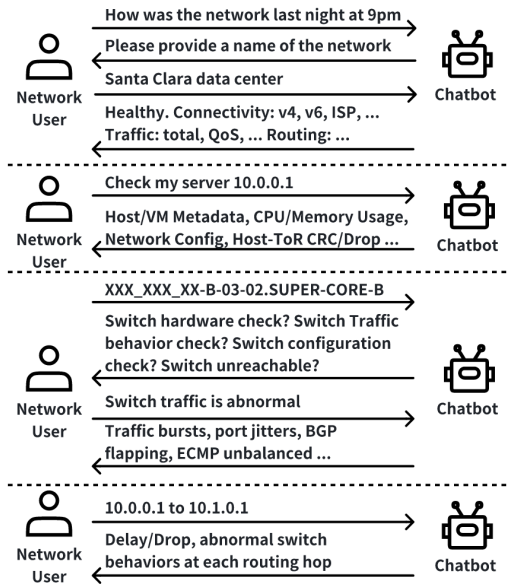 How was the network last night at 9pm
Please provide a name of the network
Santa Clara data center
Healthy. Connectivity: v4, v6, ISP, ...
Traffic: total, QoS, ... Routing: ...
Network
User
Chatbot
Check my server 10.0.0.1
Host/VM Metadata, CPU/Memory Usage,
Network Config, Host-ToR CRC/Drop ...
Network
User
Chatbot
XXX_XXX_XX-B-03-02.SUPER-CORE-B
Switch hardware check? Switch Traffic
behavior check? Switch configuration
check? Switch unreachable?
Switch traffic is abnormal
Traffic bursts, port jitters, BGP
flapping, ECMP unbalanced ...
Network
User
Chatbot
10.0.0.1 to 10.1.0.1
Delay/Drop, abnormal switch
behaviors at each routing hop
Network
User
Chatbot